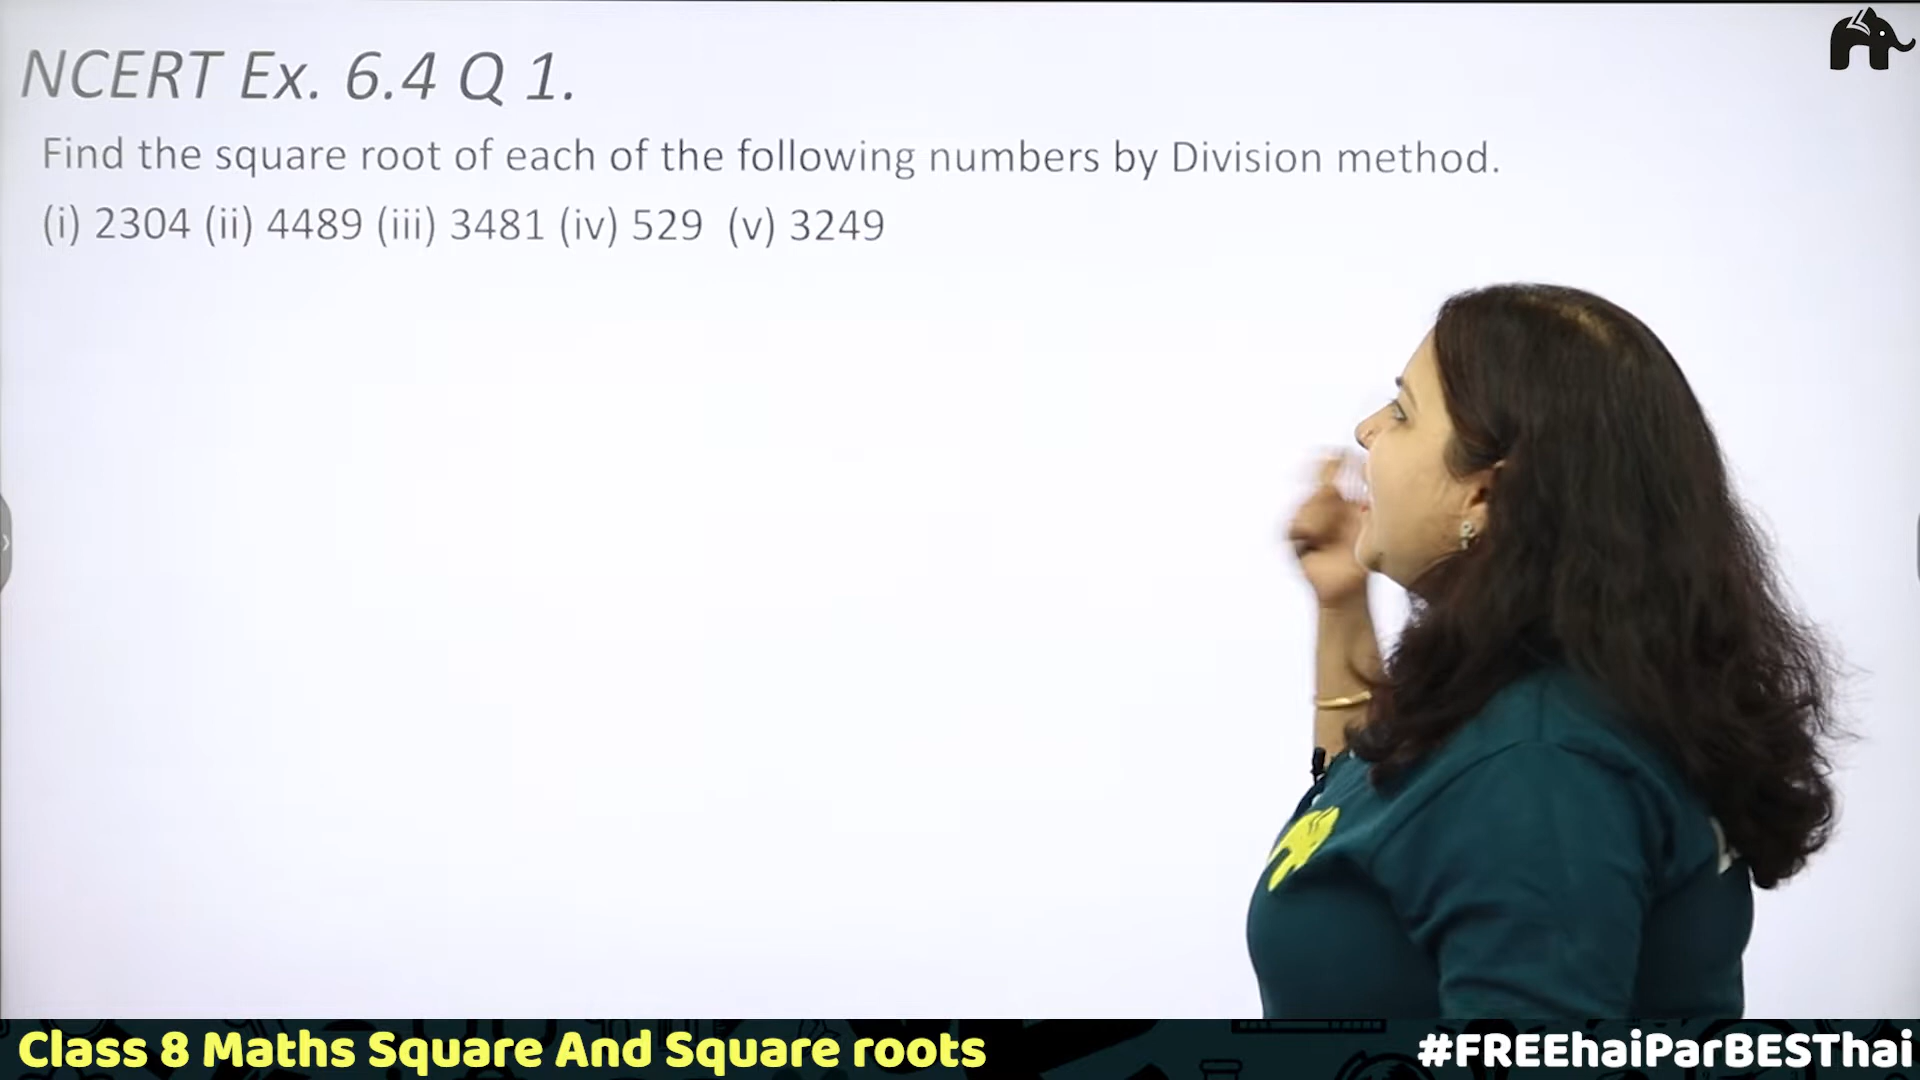 NCERT Ex. 6.4 Q 1.
Find the square root of each of the following numbers by Division method.
(i) 2304 (ii) 4489 (iii) 3481 (iv) 529 (v) 3249
Class 8 Maths Square And Square roots
#FREEhaiParBESThai